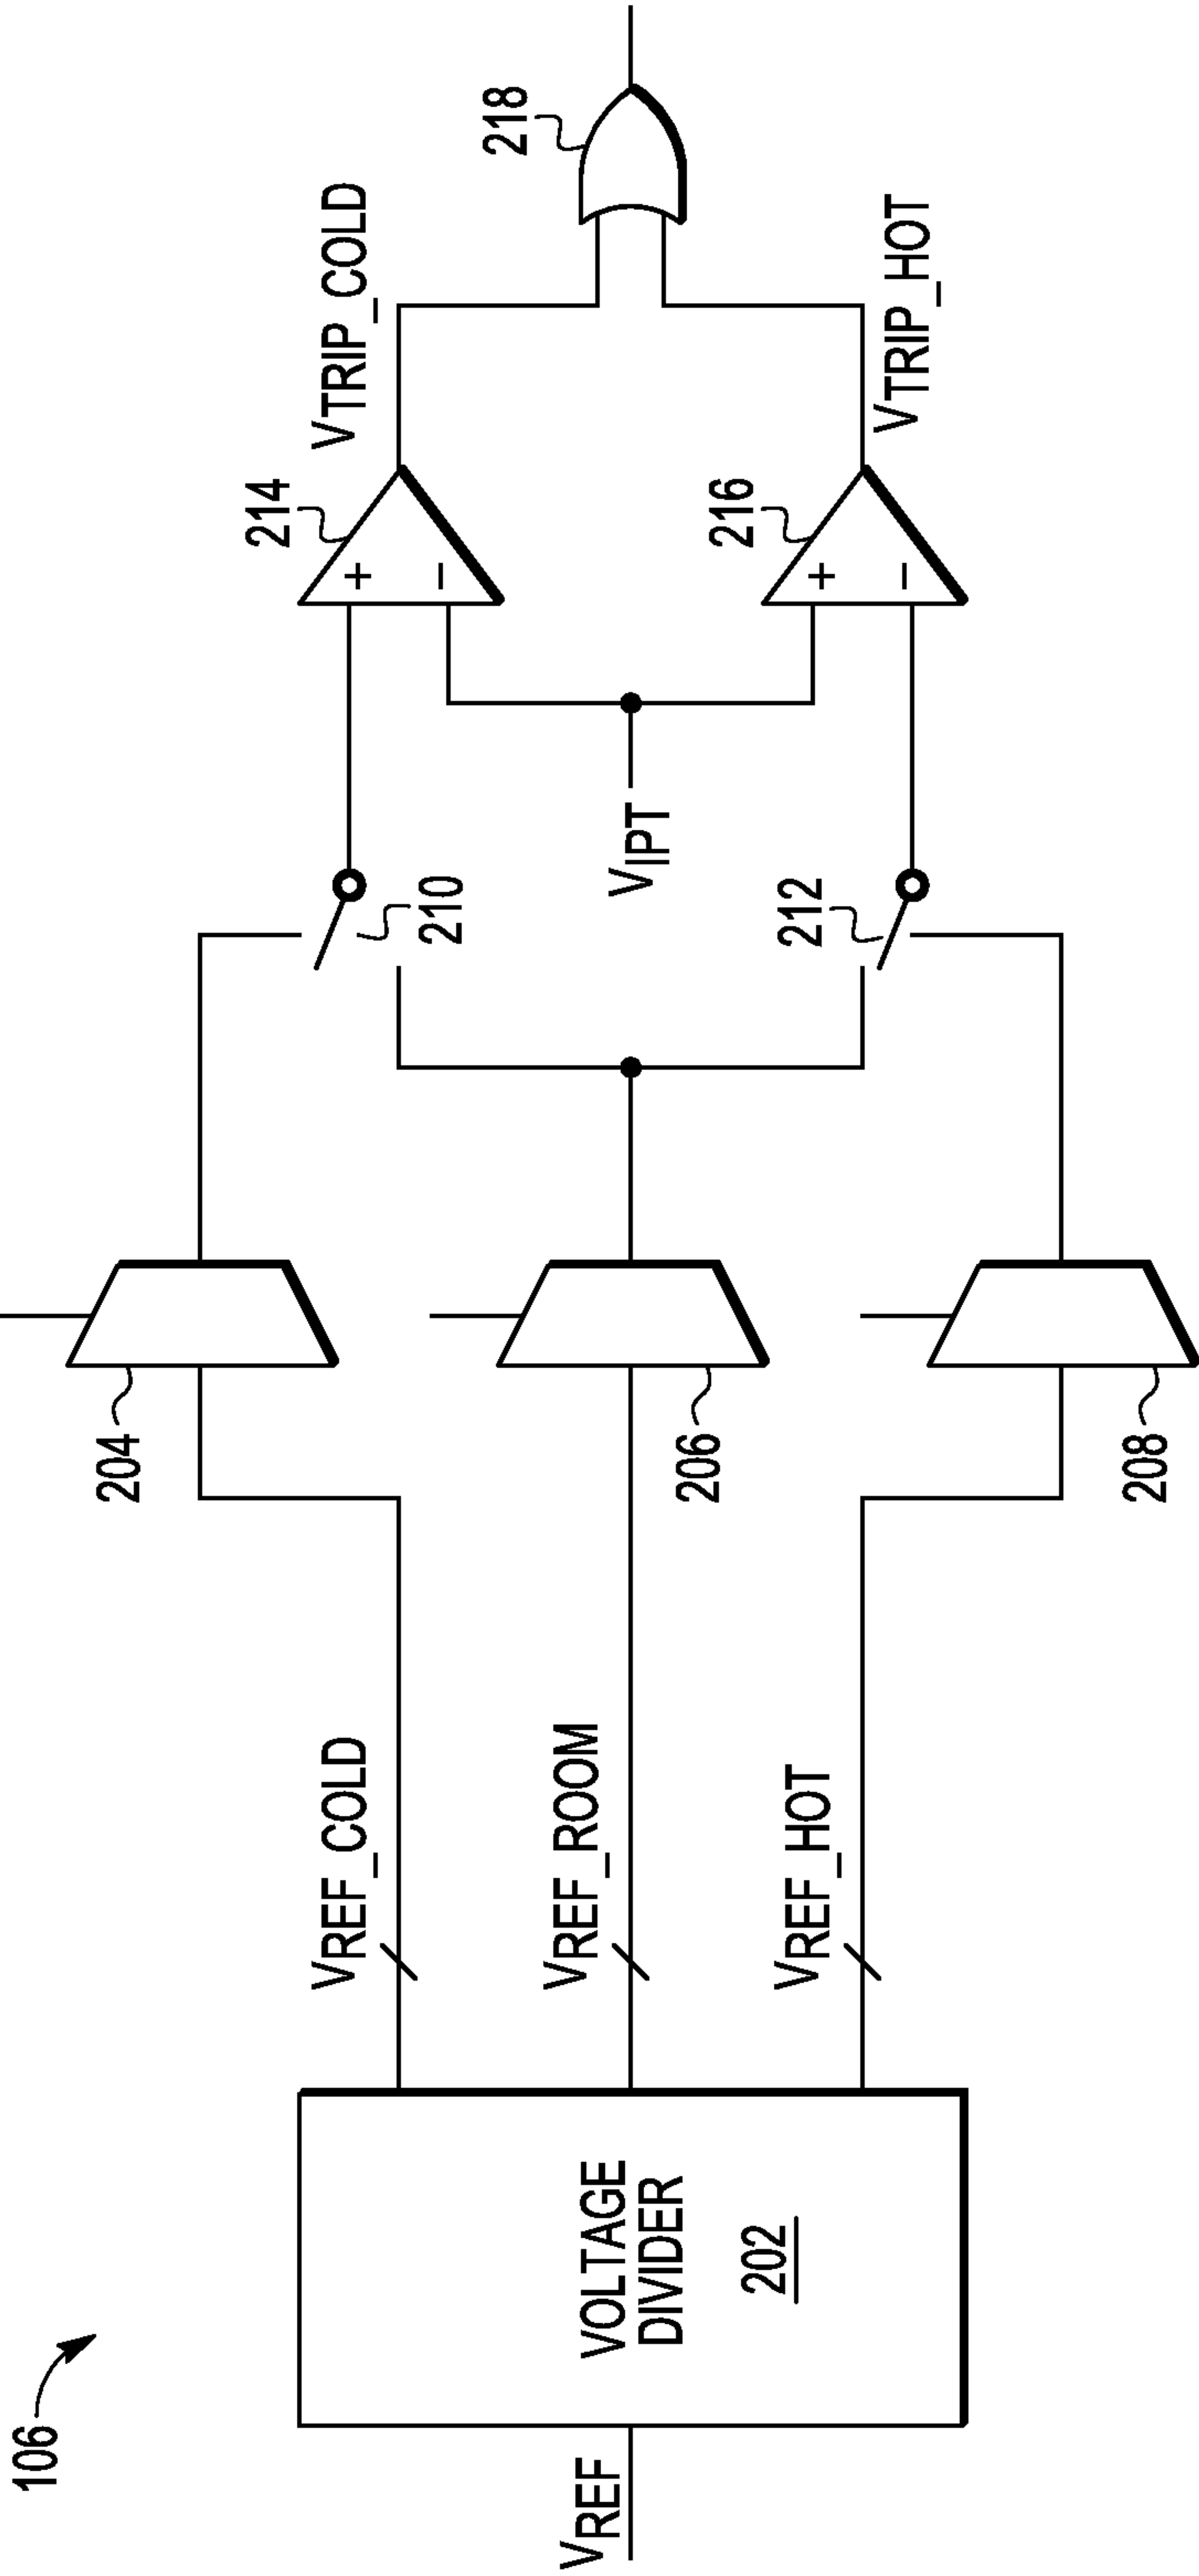 106
VREF
VOLTAGE
DIVIDER
202
VREF_COLD
VREF_ROOM
VREF_HOT
204
206
208
210
212
VIPT
214
+
−
216
+
−
VTRIP_COLD
VTRIP_HOT
218